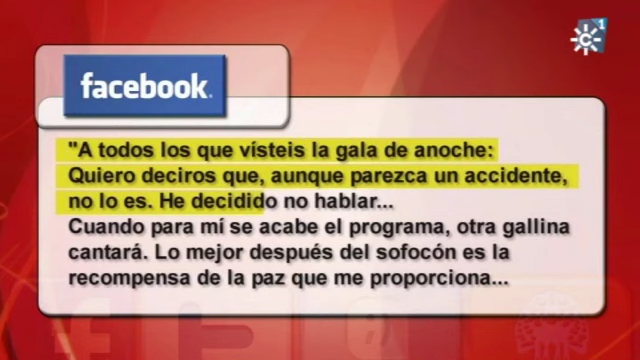 1
C
facebook.
"A todos los que vísteis la gala de anoche:
Quiero deciros que, aunque parezca un accidente,
no lo es. He decidido no hablar...
Cuando para mí se acabe el programa, otra gallina
cantará. Lo mejor después del sofocón es la
recompensa de la paz que me proporciona...